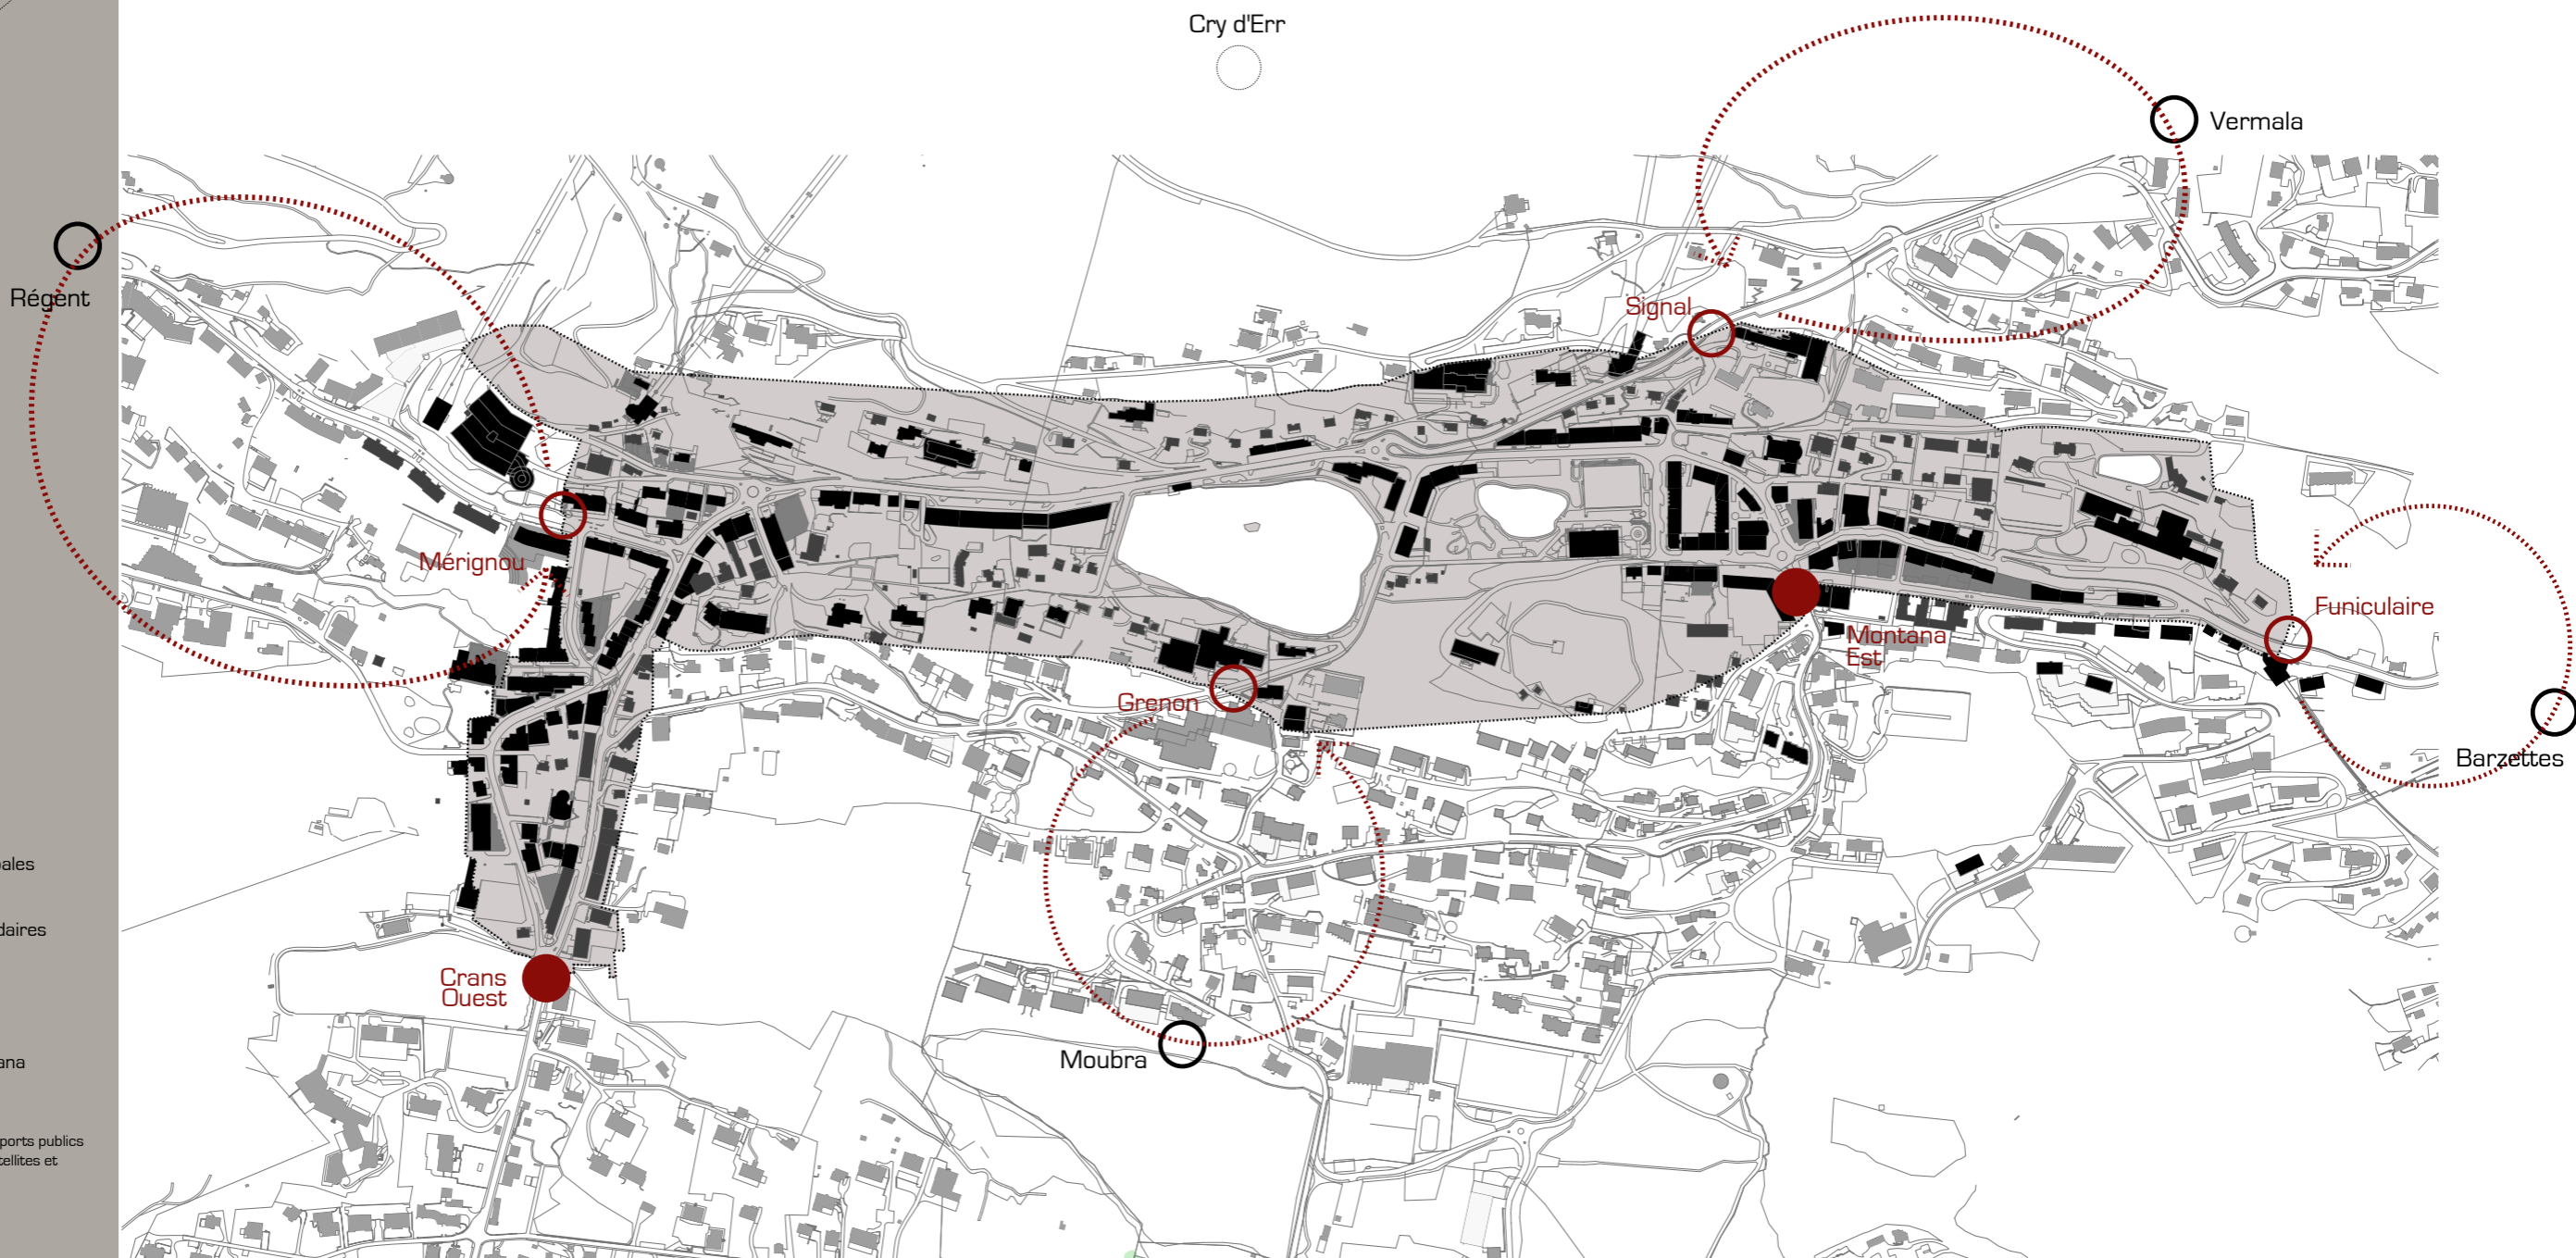 Cry d'Err
Vermala
Régent
Signal
Mérignou
Funiculaire
Montana
Est
Grenon
Barzettes
Crans
Ouest
Moubra
ales
daires
ana
ports publics
tellites et